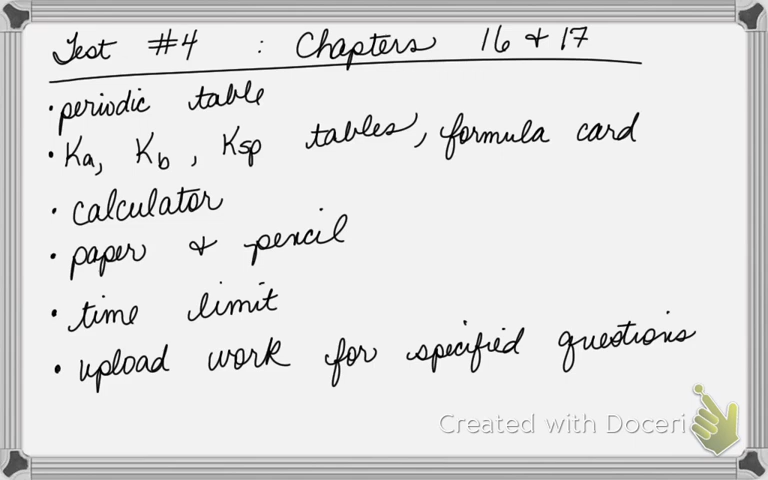 Test #4 : Chapters 16 & 17
• periodic table
• Ka, Kb, Ksp tables, formula card
• calculator
• paper & pencil
• time limit
• upload work for specified questions
Created with Doceri